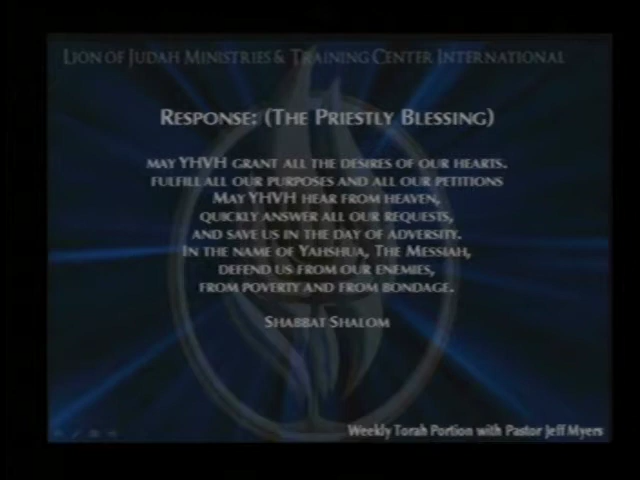 Lion of Judah Ministries & Training Center International
Response: (The Priestly Blessing)
may YHVH grant all the desires of our hearts.
fulfill all our purposes and all our petitions
May YHVH hear from heaven,
quickly answer all our requests,
and save us in the day of adversity.
In the name of Yahshua, The Messiah,
defend us from our enemies,
from poverty and from bondage.
Shabbat Shalom
Weekly Torah Portion with Pastor Jeff Myers